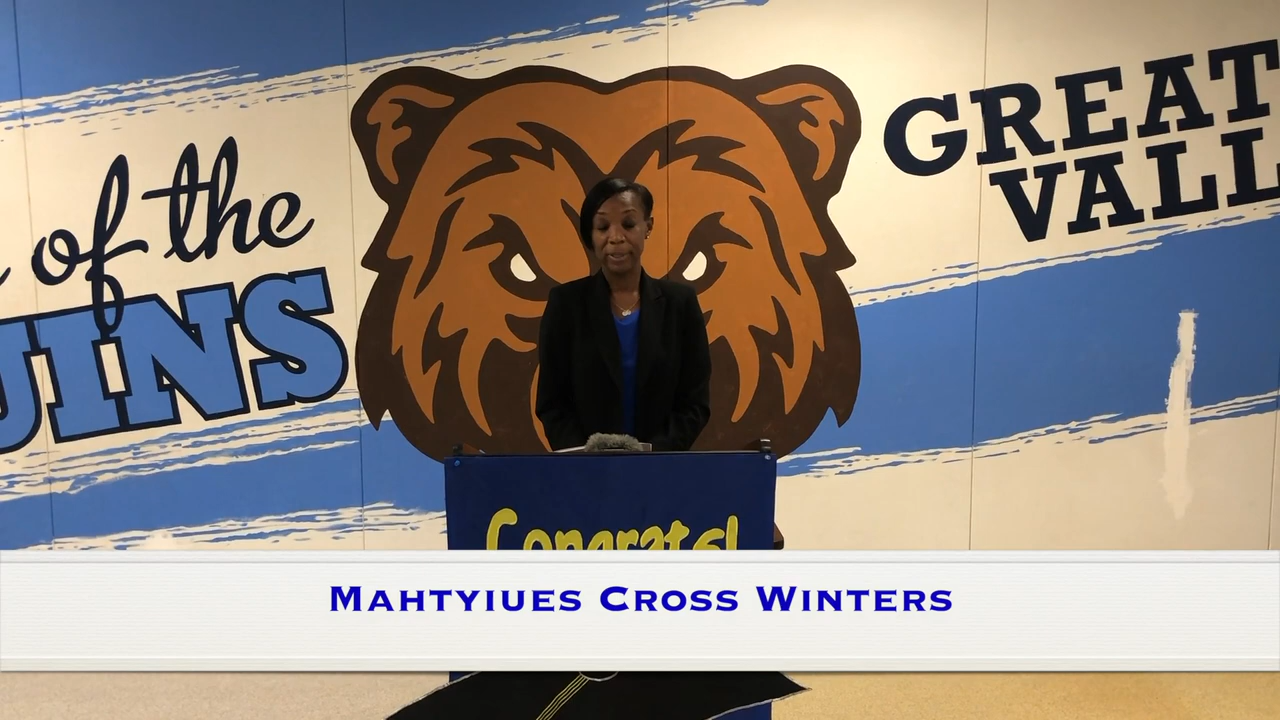 of the
UINS
GREAT
VALL
Congrats!
MAHTYIUES CROSS WINTERS